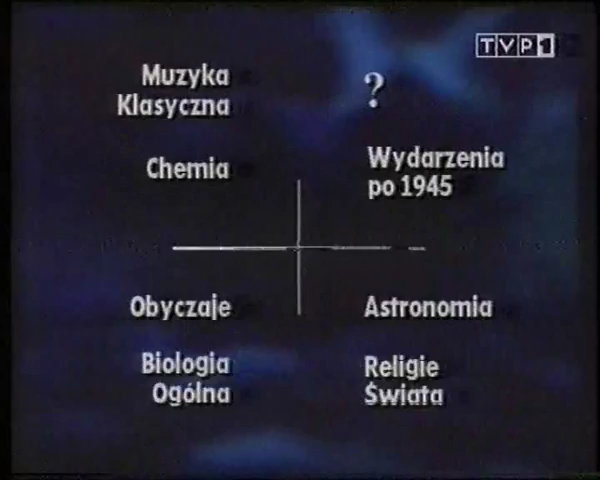 TVP1
Muzyka
Klasyczna
?
Chemia
Wydarzenia
po 1945
Obyczaje
Astronomia
Biologia
Ogólna
Religie
Świata